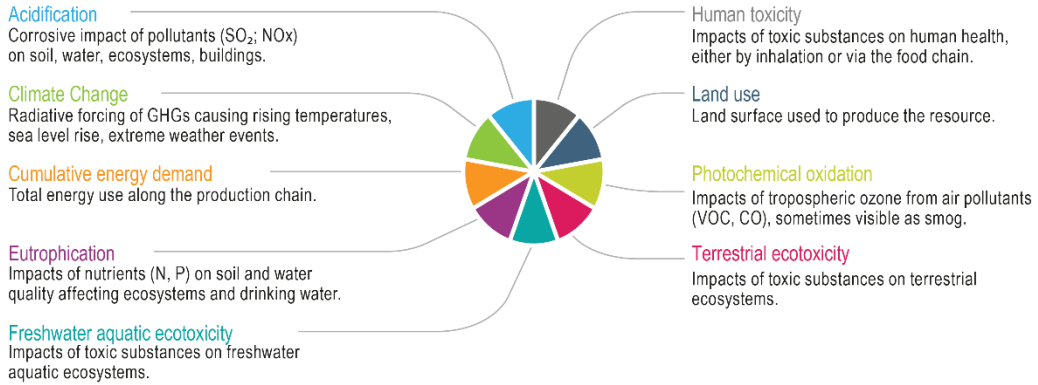 Acidification
Corrosive impact of pollutants (SO₂; NOx)
on soil, water, ecosystems, buildings.
Climate Change
Radiative forcing of GHGs causing rising temperatures,
sea level rise, extreme weather events.
Cumulative energy demand
Total energy use along the production chain.
Eutrophication
Impacts of nutrients (N, P) on soil and water
quality affecting ecosystems and drinking water.
Freshwater aquatic ecotoxicity
Impacts of toxic substances on freshwater
aquatic ecosystems.
Human toxicity
Impacts of toxic substances on human health,
either by inhalation or via the food chain.
Land use
Land surface used to produce the resource.
Photochemical oxidation
Impacts of tropospheric ozone from air pollutants
(VOC, CO), sometimes visible as smog.
Terrestrial ecotoxicity
Impacts of toxic substances on terrestrial
ecosystems.